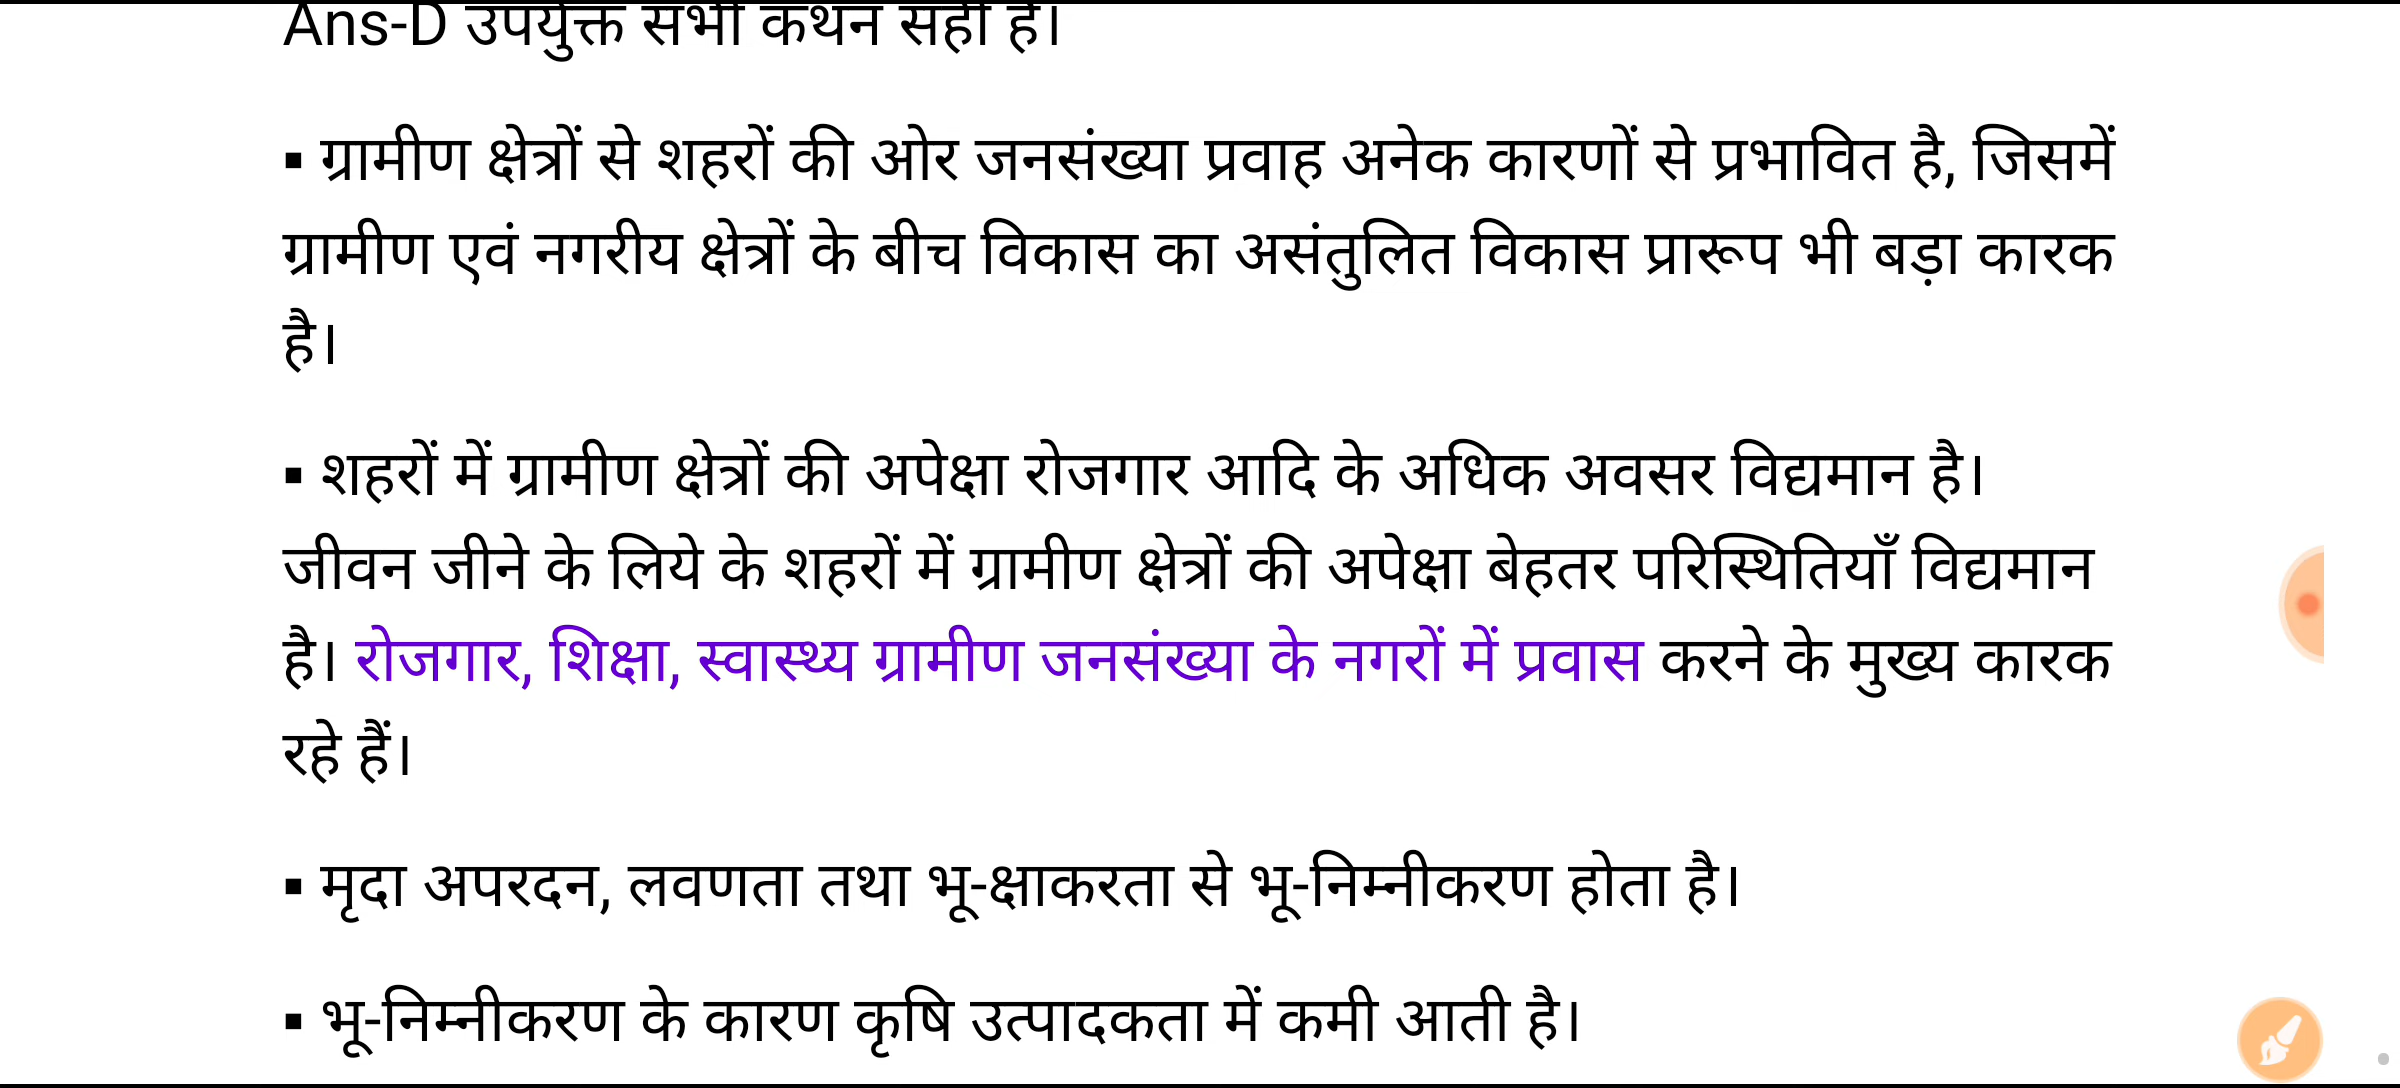 Ans-D उपर्युक्त सभी कथन सही है।
▪ ग्रामीण क्षेत्रों से शहरों की ओर जनसंख्या प्रवाह अनेक कारणों से प्रभावित है, जिसमें
ग्रामीण एवं नगरीय क्षेत्रों के बीच विकास का असंतुलित विकास प्रारूप भी बड़ा कारक
है।
▪ शहरों में ग्रामीण क्षेत्रों की अपेक्षा रोजगार आदि के अधिक अवसर विद्यमान है।
जीवन जीने के लिये के शहरों में ग्रामीण क्षेत्रों की अपेक्षा बेहतर परिस्थितियाँ विद्यमान
है। रोजगार, शिक्षा, स्वास्थ्य ग्रामीण जनसंख्या के नगरों में प्रवास करने के मुख्य कारक
रहे हैं।
▪ मृदा अपरदन, लवणता तथा भू-क्षाकरता से भू-निम्नीकरण होता है।
▪ भू-निम्नीकरण के कारण कृषि उत्पादकता में कमी आती है।